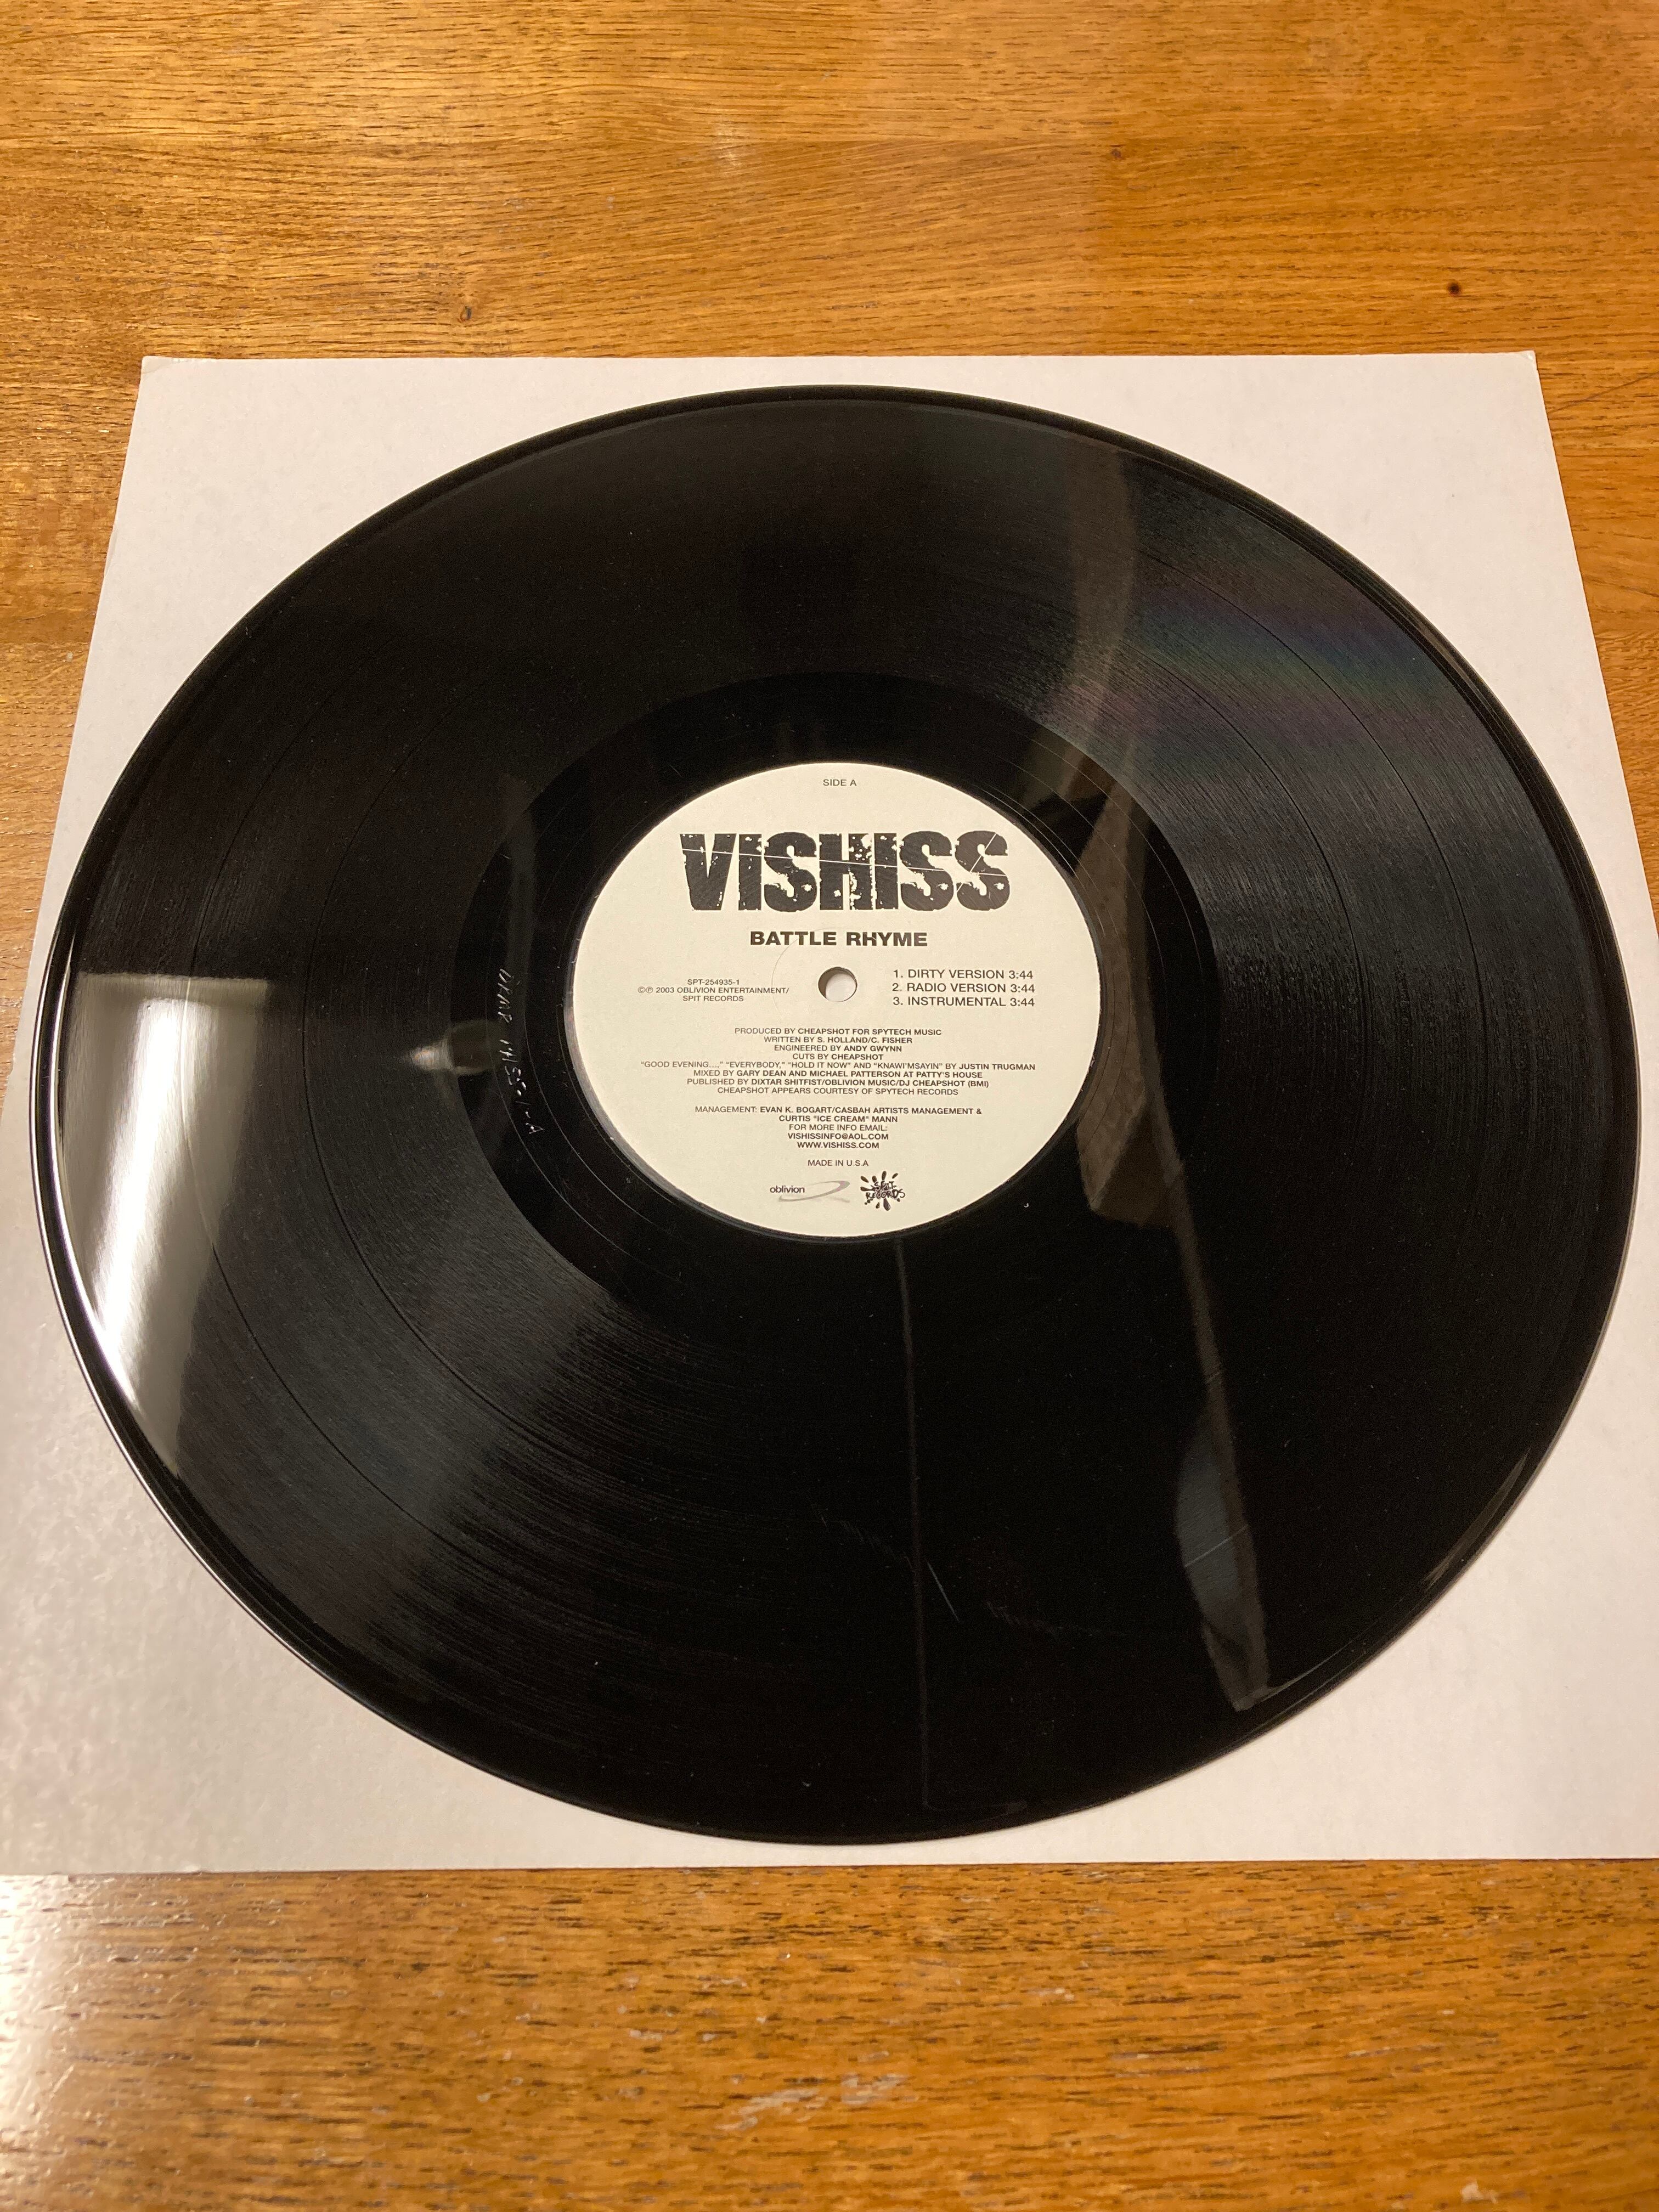 SIDE A
VISHISS
BATTLE RHYME
SPT-254935-1
©℗ 2003 OBLIVION ENTERTAINMENT/
SPIT RECORDS
1. DIRTY VERSION 3:44
2. RADIO VERSION 3:44
3. INSTRUMENTAL 3:44
PRODUCED BY CHEAPSHOT FOR SPYTECH MUSIC
WRITTEN BY S. HOLLAND/C. FISHER
ENGINEERED BY ANDY GWYNN
CUTS BY CHEAPSHOT
"GOOD EVENING....," "EVERYBODY," "HOLD IT NOW" AND "KNAWI'MSAYIN" BY JUSTIN TRUGMAN
MIXED BY GARY DEAN AND MICHAEL PATTERSON AT PATTY'S HOUSE
PUBLISHED BY DIXTAR SHITFIST/OBLIVION MUSIC/DJ CHEAPSHOT (BMI)
CHEAPSHOT APPEARS COURTESY OF SPYTECH RECORDS
MANAGEMENT: EVAN K. BOGART/CASBAH ARTISTS MANAGEMENT &
CURTIS "ICE CREAM" MANN
FOR MORE INFO EMAIL:
VISHISSINFO@AOL.COM
WWW.VISHISS.COM
MADE IN U.S.A
oblivion
SPIT
RECORDS